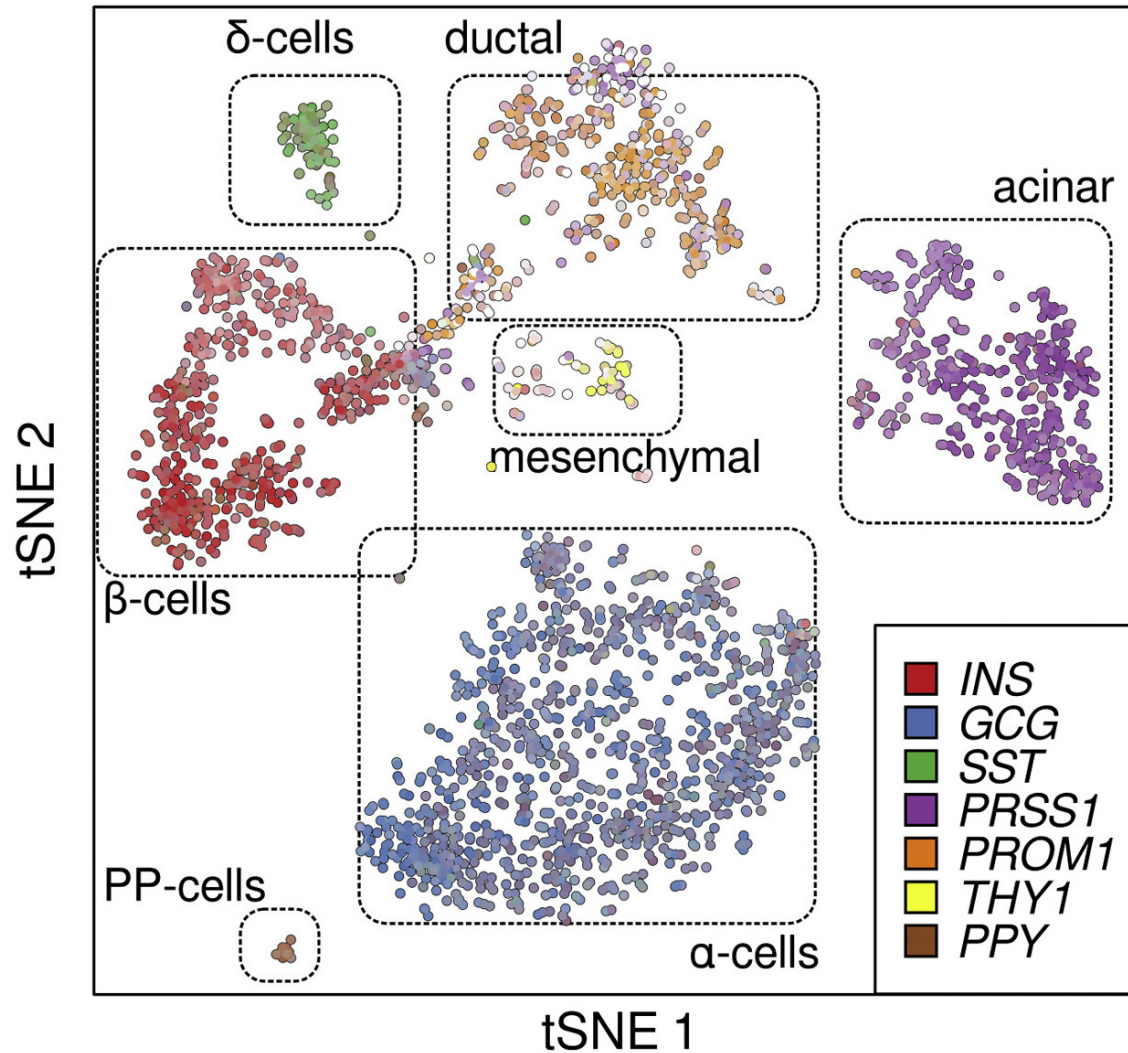 δ-cells
ductal
acinar
mesenchymal
β-cells
PP-cells
α-cells
INS
GCG
SST
PRSS1
PROM1
THY1
PPY
tSNE 1
tSNE 2